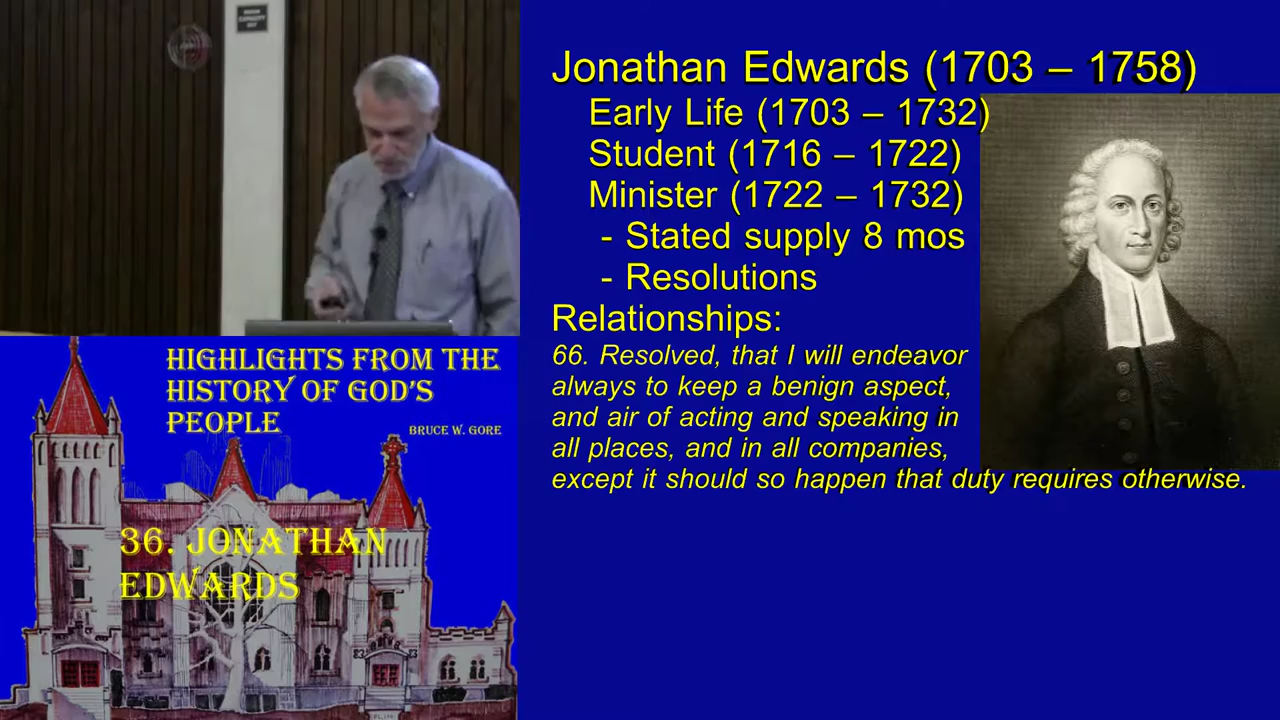 Jonathan Edwards (1703 – 1758)
Early Life (1703 – 1732)
Student (1716 – 1722)
Minister (1722 – 1732)
- Stated supply 8 mos
- Resolutions
Relationships:
66. Resolved, that I will endeavor
always to keep a benign aspect,
and air of acting and speaking in
all places, and in all companies,
except it should so happen that duty requires otherwise.
HIGHLIGHTS FROM THE
HISTORY OF GOD'S
PEOPLE
BRUCE W. GORE
36. JONATHAN
EDWARDS